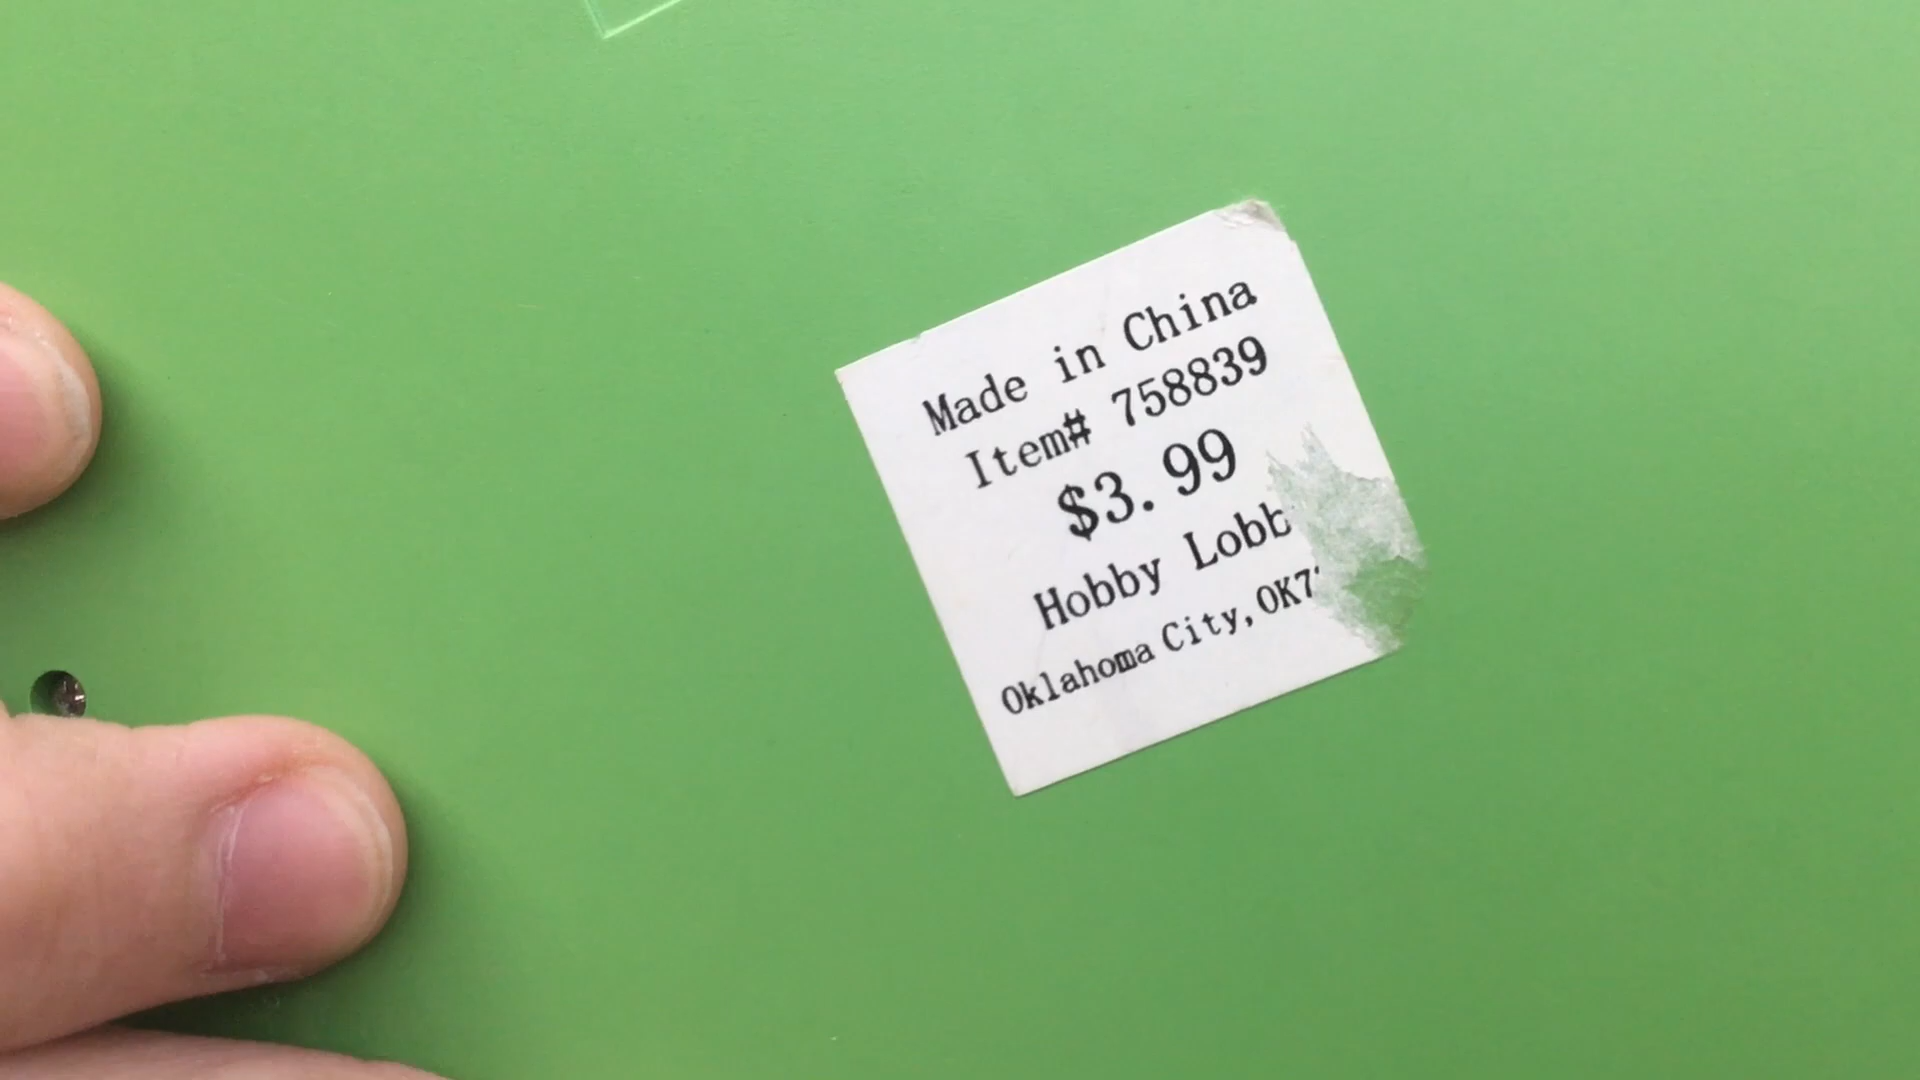 Made in China
Item# 758839
$3.99
Hobby Lobb
Oklahoma City, OK7